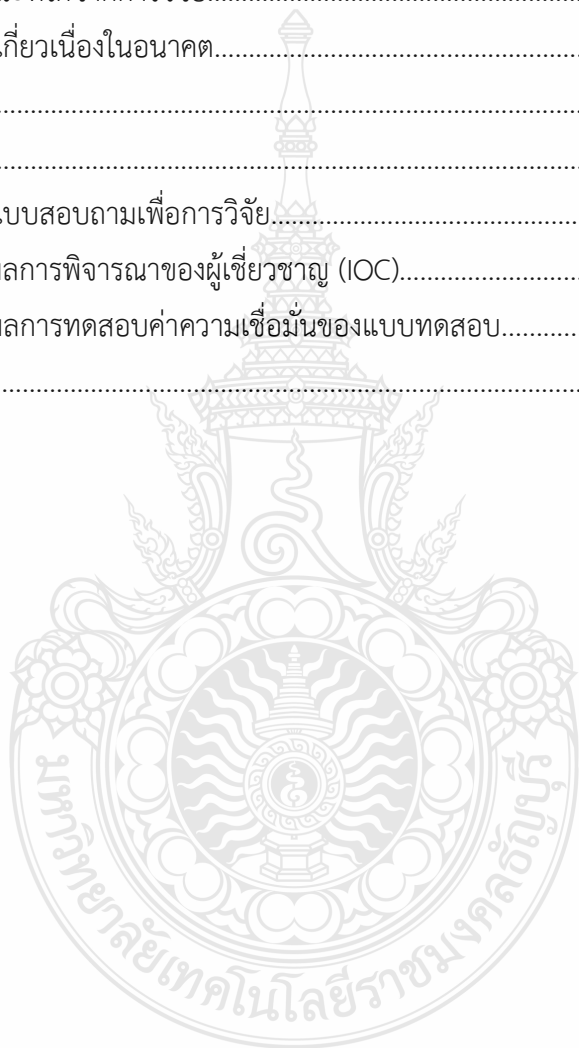 เกี่ยวเนื่องในอนาคต..........................................................................
...............................................................................................................
...............................................................................................................
แบบสอบถามเพื่อการวิจัย.............................................................
ผลการพิจารณาของผู้เชี่ยวชาญ (IOC)...................................
ผลการทดสอบค่าความเชื่อมั่นของแบบทดสอบ..............
...............................................................................................................
มหาวิทยาลัยเทคโนโลยีราชมงคลธัญบุรี